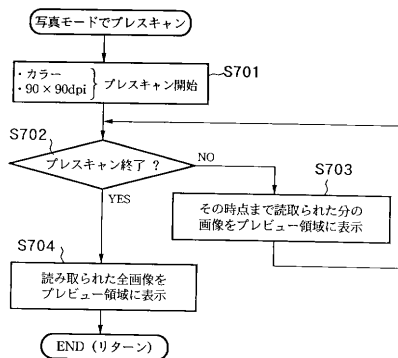 写真モードでプレスキャン
S701
・カラー
・90×90dpi
プレスキャン開始
S702
プレスキャン終了?
NO
YES
S703
その時点まで読取られた分の
画像をプレビュー領域に表示
S704
読み取られた全画像を
プレビュー領域に表示
END(リターン)